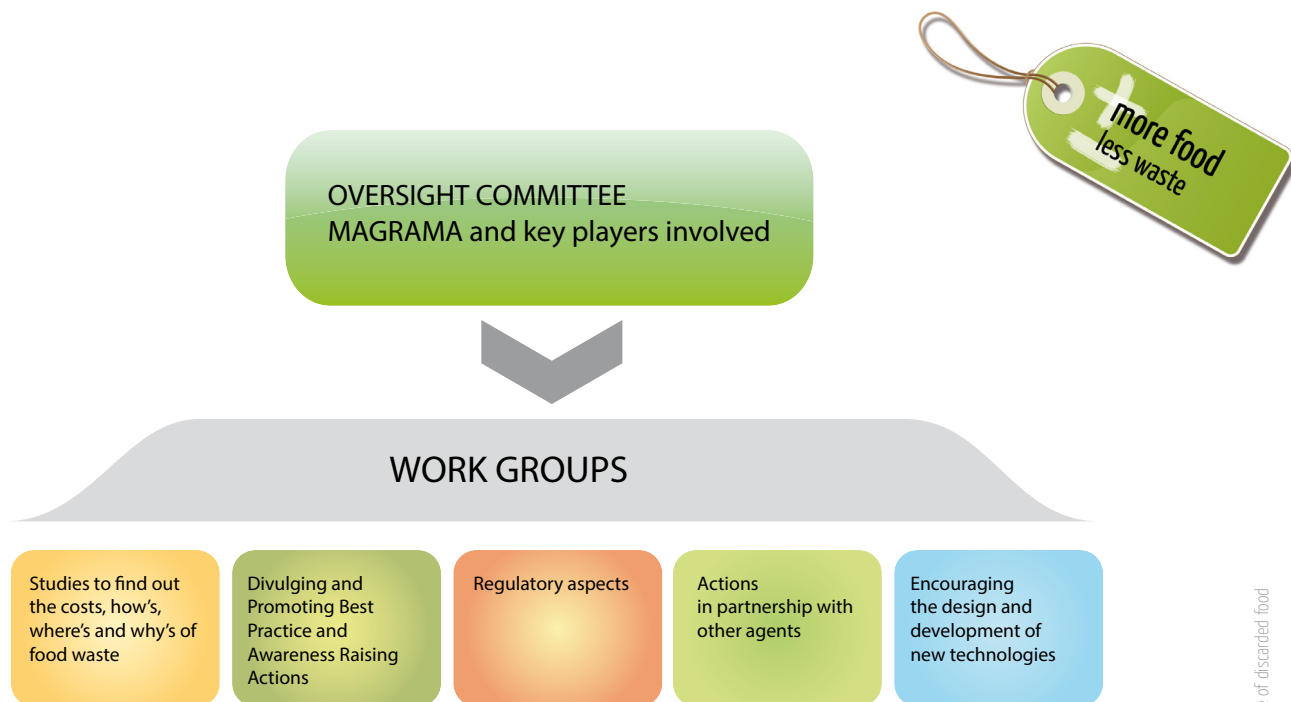 more food
less waste
OVERSIGHT COMMITTEE
MAGRAMA and key players involved
WORK GROUPS
Studies to find out
the costs, how's,
where's and why's of
food waste
Divulging and
Promoting Best
Practice and
Awareness Raising
Actions
Regulatory aspects
Actions
in partnership with
other agents
Encouraging
the design and
development of
new technologies
of discarded food